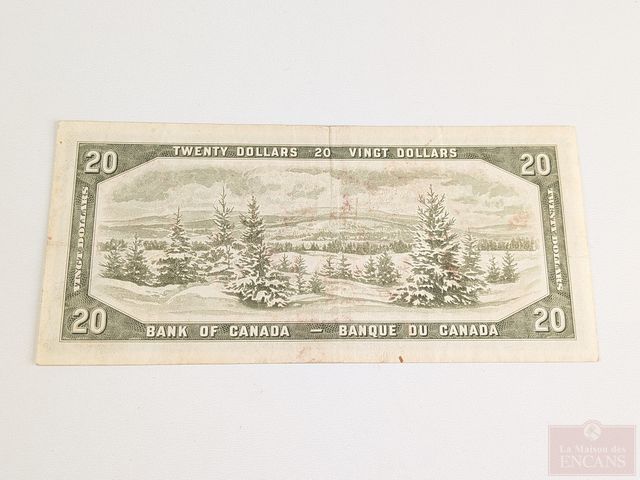 TWENTY DOLLARS 20 VINGT DOLLARS
20
20
VINGT DOLLARS
TWENTY DOLLARS
20
20
BANK OF CANADA — BANQUE DU CANADA
La Maison des
ENCANS